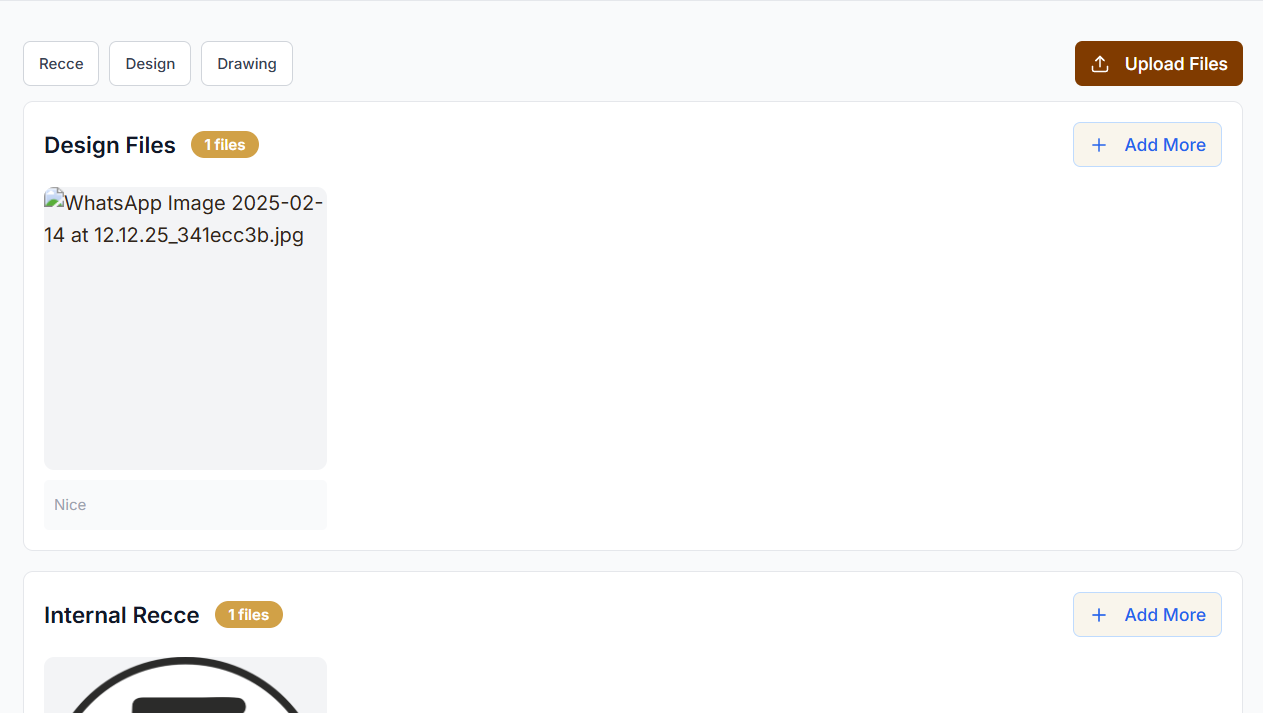 Recce
Design
Drawing
Upload Files
Design Files
1 files
Add More
WhatsApp Image 2025-02-
14 at 12.12.25_341ecc3b.jpg
Nice
Internal Recce
1 files
Add More